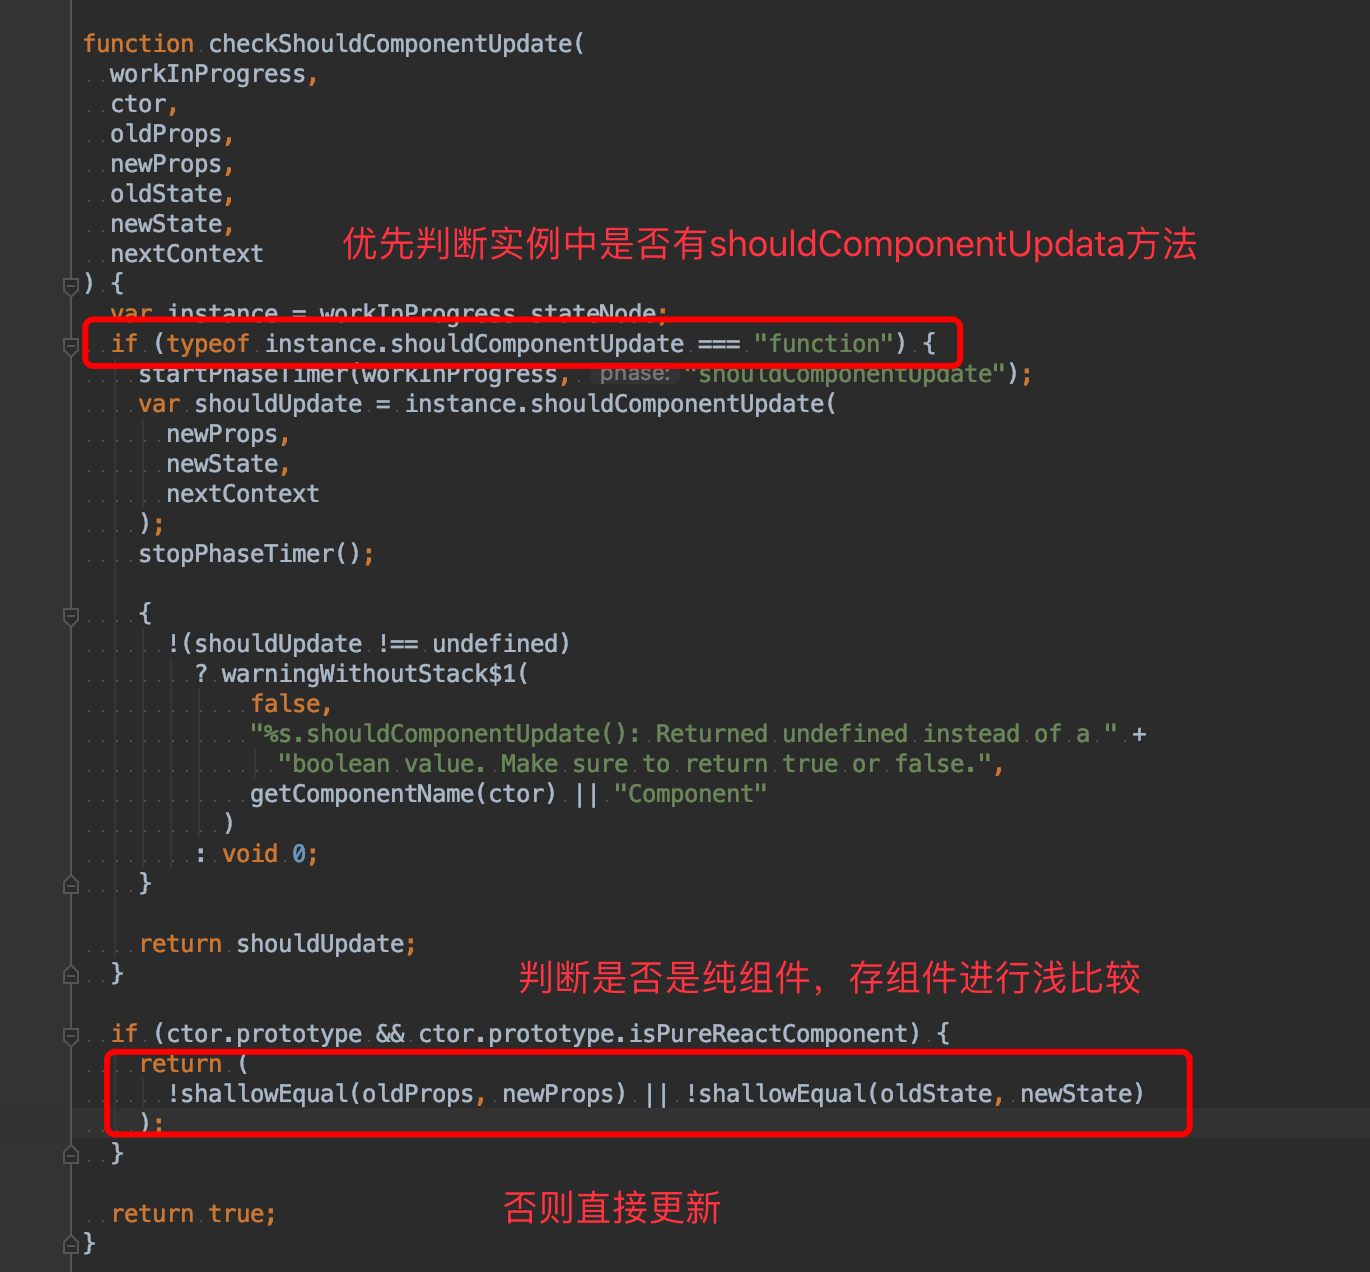 function checkShouldComponentUpdate(
workInProgress,
ctor,
oldProps,
newProps,
oldState,
newState,
nextContext
优先判断实例中是否有shouldComponentUpdata方法
) {
var instance = workInProgress.stateNode;
if (typeof instance.shouldComponentUpdate === "function") {
startPhaseTimer(workInProgress, phase: "shouldComponentUpdate");
var shouldUpdate = instance.shouldComponentUpdate(
newProps,
newState,
nextContext
);
stopPhaseTimer();
{
!(shouldUpdate !== undefined)
? warningWithoutStack$1(
false,
"%s.shouldComponentUpdate(): Returned undefined instead of a " +
"boolean value. Make sure to return true or false.",
getComponentName(ctor) || "Component"
)
: void 0;
}
return shouldUpdate;
}
判断是否是纯组件，存组件进行浅比较
if (ctor.prototype && ctor.prototype.isPureReactComponent) {
return (
!shallowEqual(oldProps, newProps) || !shallowEqual(oldState, newState)
);
}
否则直接更新
return true;
}